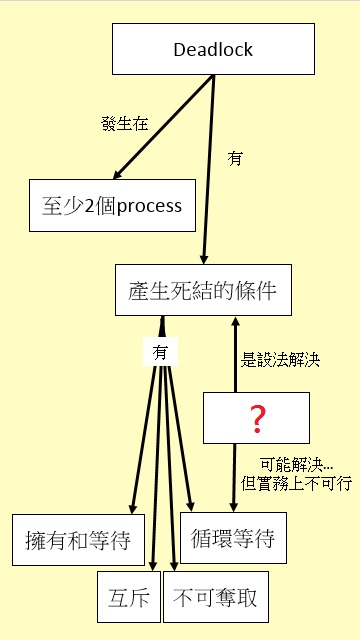 Deadlock
發生在
有
至少2個process
產生死結的條件
有
是設法解決
?
可能解決...
但實務上不可行
擁有和等待
循環等待
互斥
不可奪取